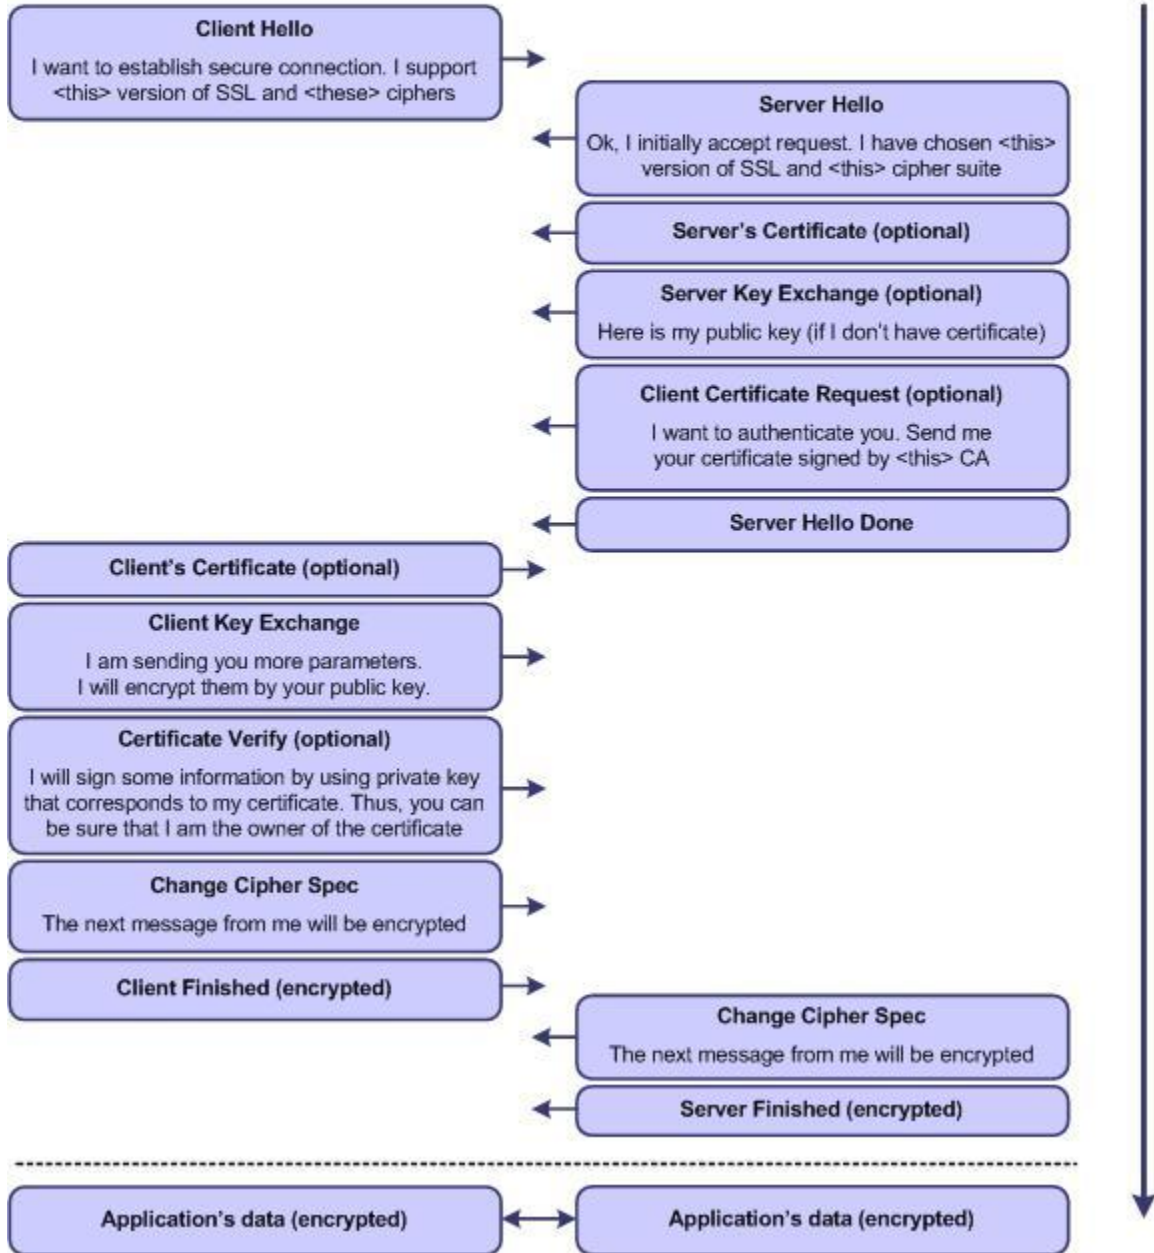 Client Hello
I want to establish secure connection. I support
<this> version of SSL and <these> ciphers
Server Hello
Ok, I initially accept request. I have chosen <this>
version of SSL and <this> cipher suite
Server's Certificate (optional)
Server Key Exchange (optional)
Here is my public key (if I don't have certificate)
Client Certificate Request (optional)
I want to authenticate you. Send me
your certificate signed by <this> CA
Server Hello Done
Client's Certificate (optional)
Client Key Exchange
I am sending you more parameters.
I will encrypt them by your public key.
Certificate Verify (optional)
I will sign some information by using private key
that corresponds to my certificate. Thus, you can
be sure that I am the owner of the certificate
Change Cipher Spec
The next message from me will be encrypted
Client Finished (encrypted)
Change Cipher Spec
The next message from me will be encrypted
Server Finished (encrypted)
Application's data (encrypted)
Application's data (encrypted)